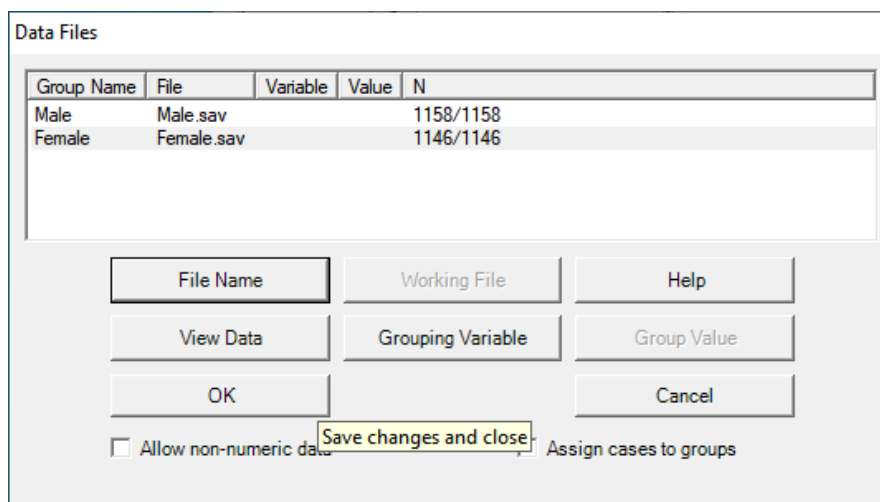 Data Files
Group Name File Variable Value N
Male Male.sav 1158/1158
Female Female.sav 1146/1146
File Name Working File Help
View Data Grouping Variable Group Value
OK Cancel
Save changes and close
Allow non-numeric data Assign cases to groups